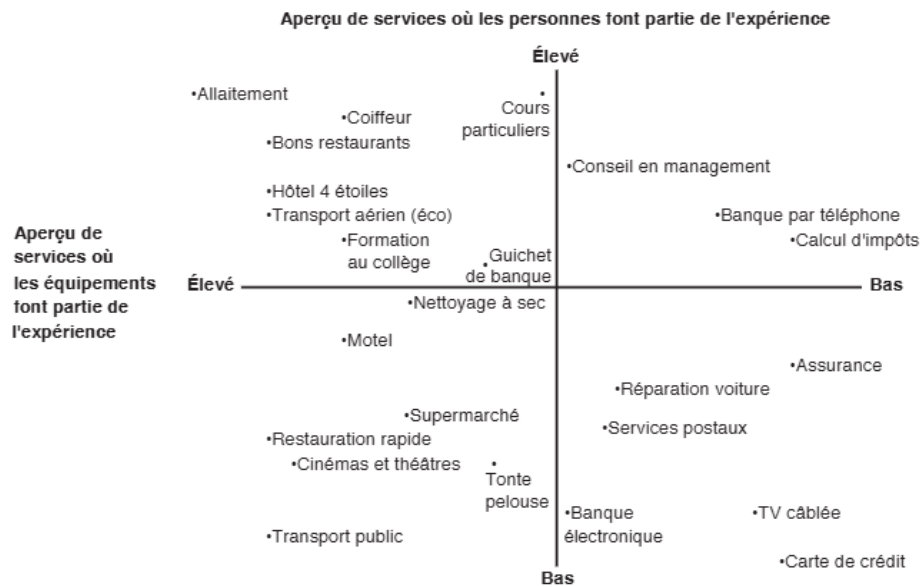 Aperçu de services où les personnes font partie de l'expérience
Élevé
•Allaitement
•Coiffeur
•Bons restaurants
•
Cours
particuliers
•Conseil en management
•Hôtel 4 étoiles
•Transport aérien (éco)
•Formation
au collège
•Guichet
de banque
•Banque par téléphone
•Calcul d'impôts
Aperçu de
services où
les équipements
font partie de
l'expérience
Élevé
Bas
•Nettoyage à sec
•Motel
•Assurance
•Réparation voiture
•Supermarché
•Services postaux
•Restauration rapide
•Cinémas et théâtres
•
Tonte
pelouse
•Banque
électronique
•TV câblée
•Transport public
•Carte de crédit
Bas